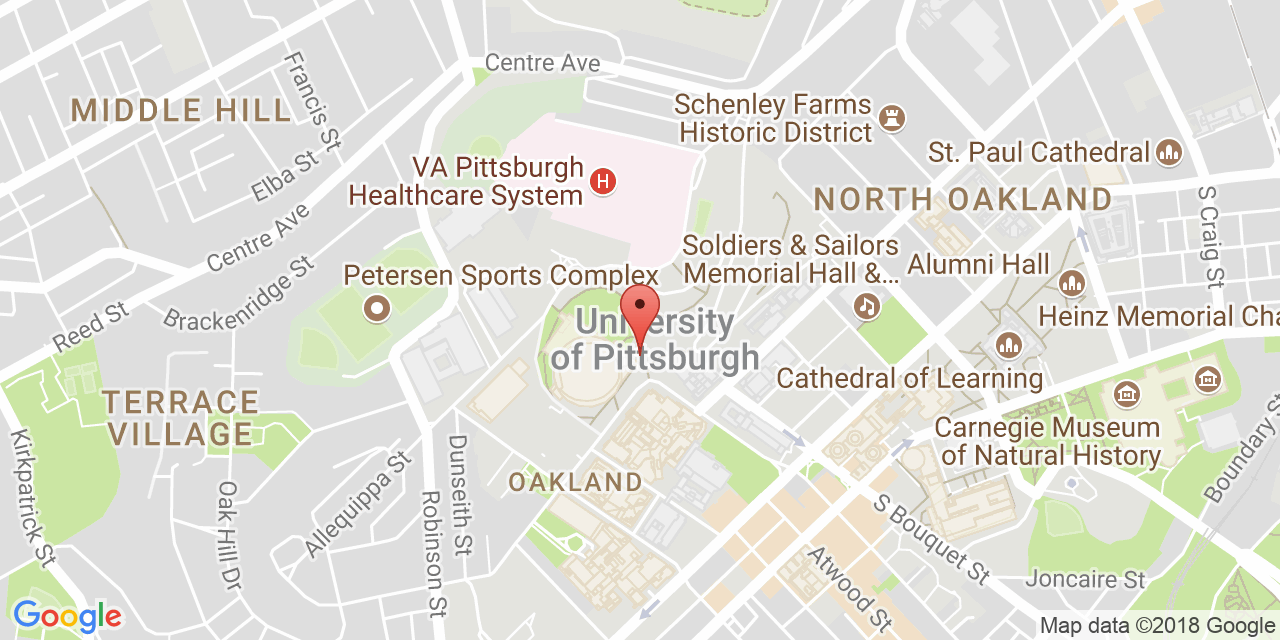 Centre Ave
Francis St
MIDDLE HILL
Schenley Farms
Historic District
St. Paul Cathedral
Elba St
VA Pittsburgh
Healthcare System
H
NORTH OAKLAND
S Craig St
Centre Ave
Soldiers & Sailors
Memorial Hall &...
Alumni Hall
Petersen Sports Complex
Brackenridge St
Reed St
Heinz Memorial Cha
University
of Pittsburgh
Cathedral of Learning
TERRACE
VILLAGE
Carnegie Museum
of Natural History
Boundary St
Kirkpatrick St
Oak Hill Dr
Allequippa St
Dunseith St
Robinson St
OAKLAND
S Bouquet St
Atwood St
Joncaire St
Google
Map data ©2018 Google